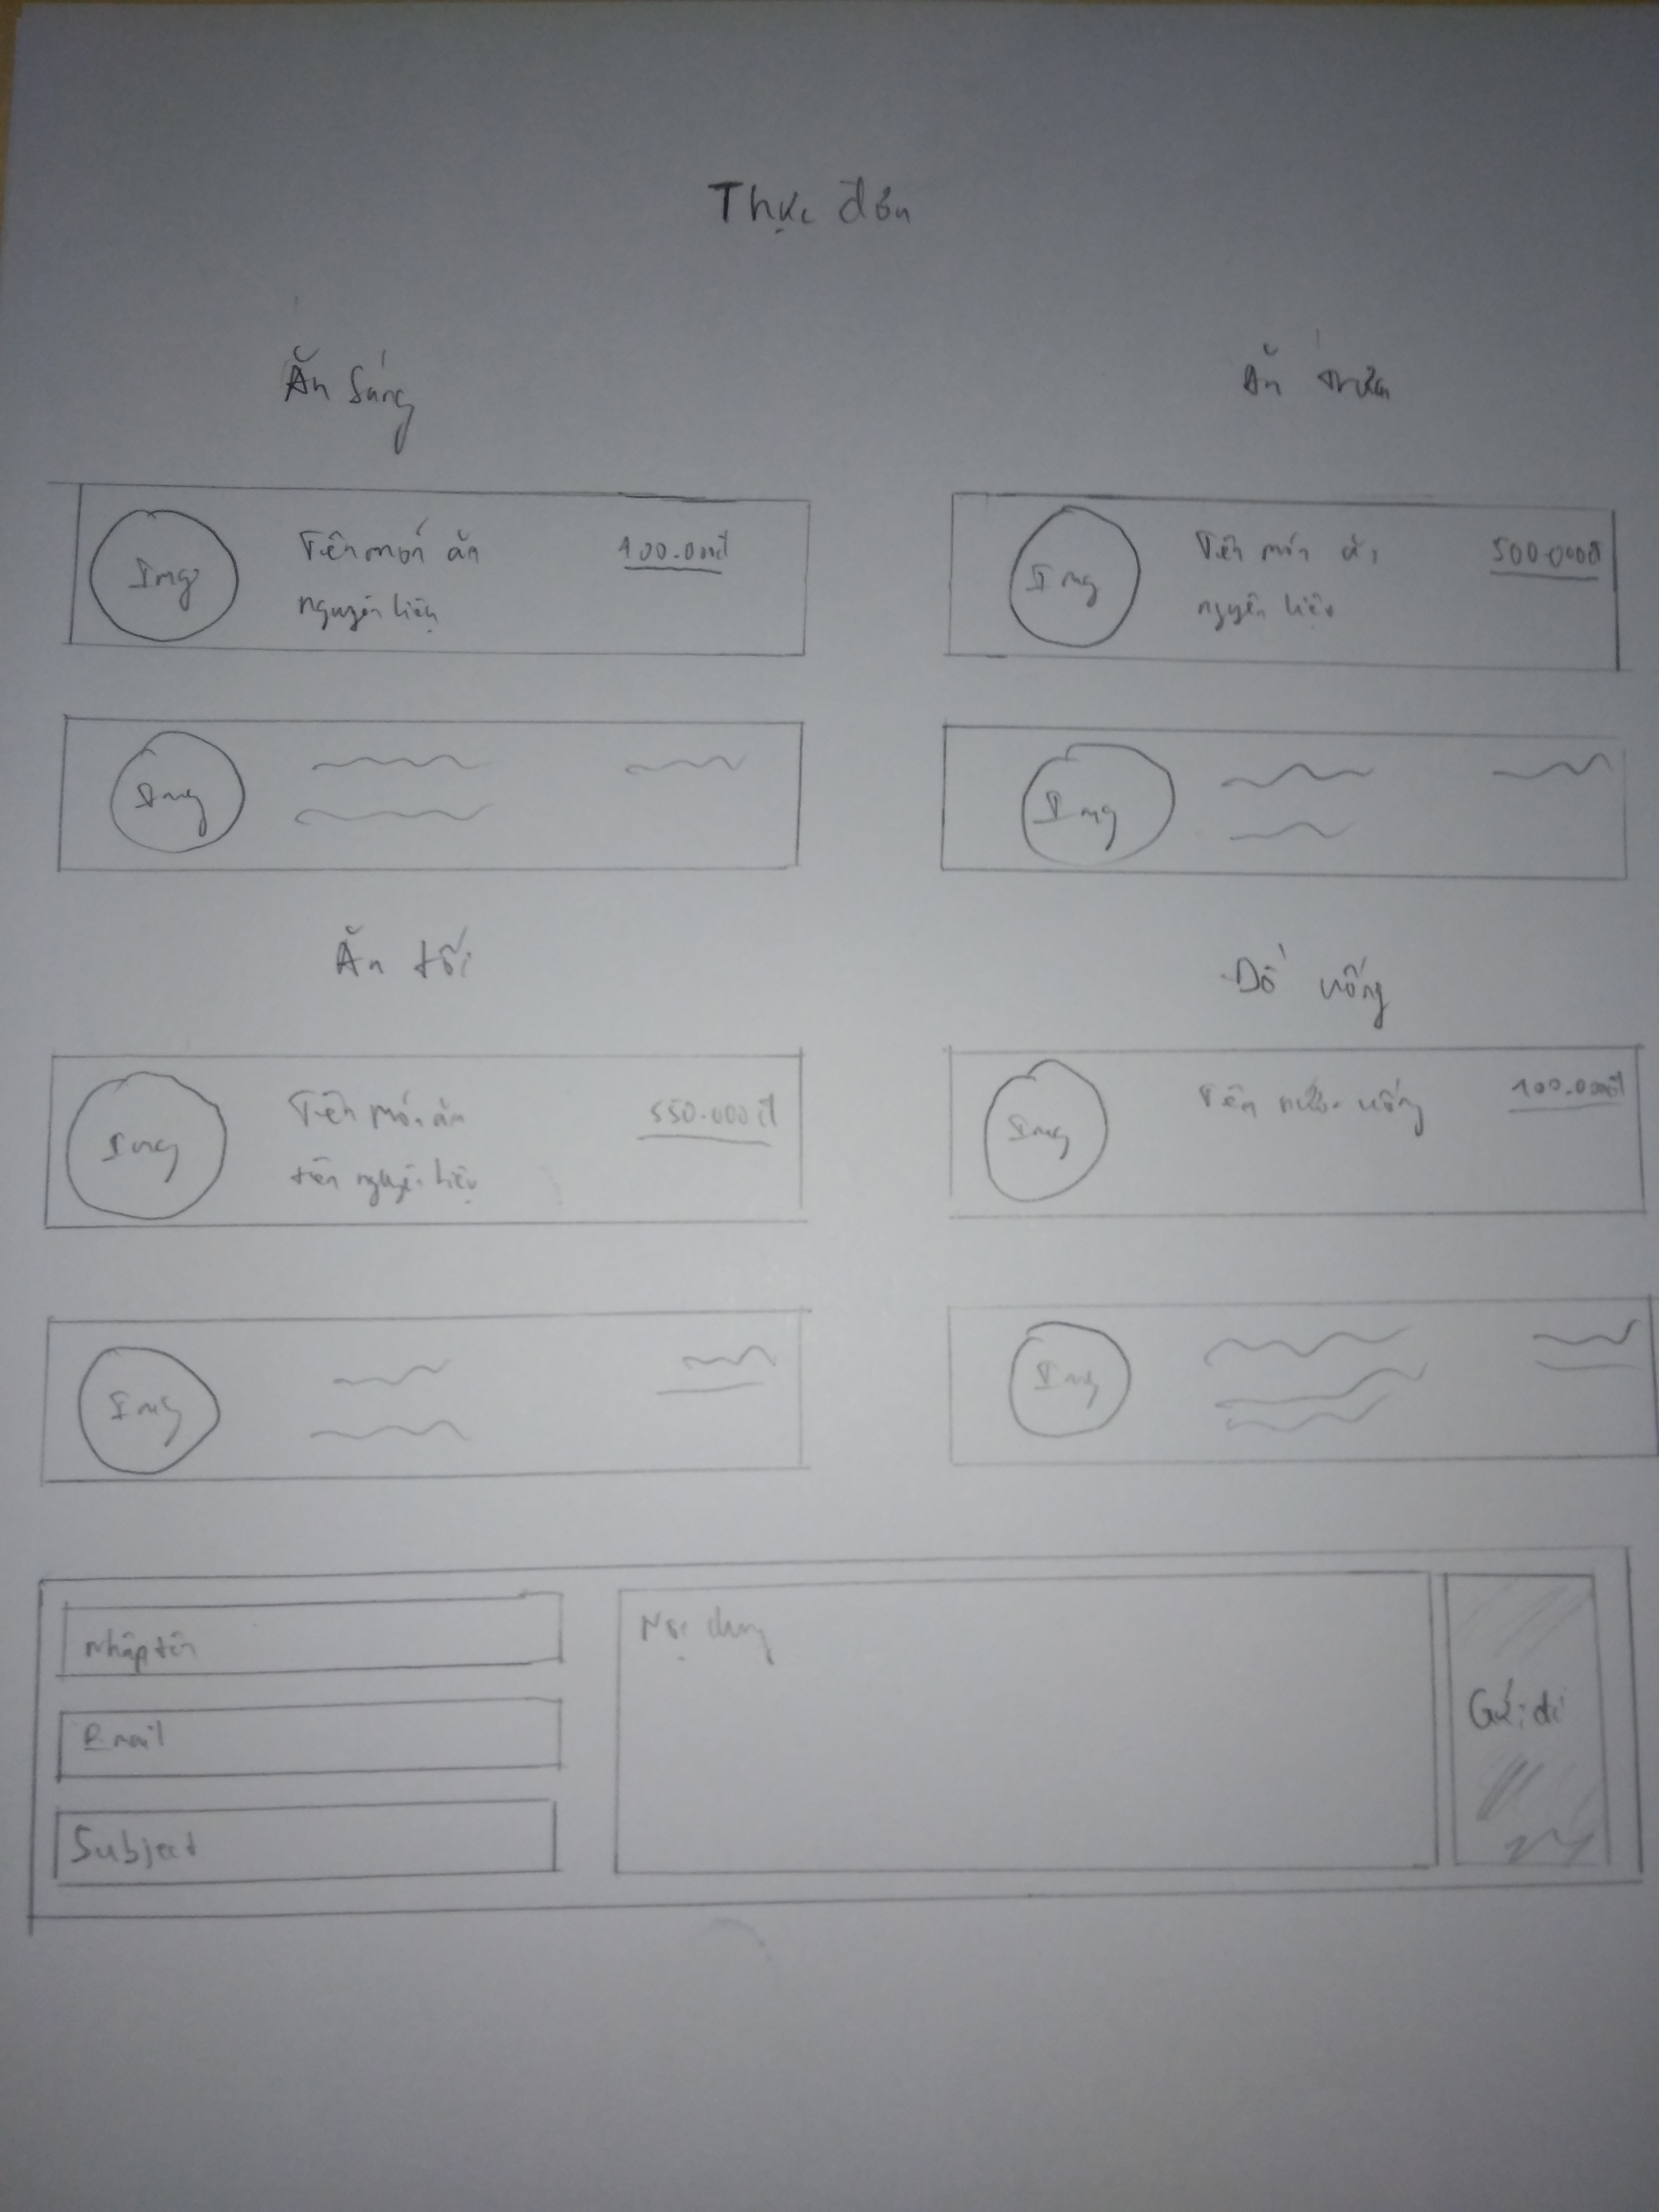 Thực đơn
Ăn sáng
Ăn trưa
Img
Tên món ăn
100.000đ
nguyên liệu
Img
Tên món ăn
500.000đ
nguyên liệu
Img
Img
Ăn tối
Đồ uống
Img
Tên món ăn
550.000đ
tên nguyên liệu
Img
Tên nước uống
100.000đ
Img
Img
Nhập tên
Email
Subject
Nội dung
Gửi đi